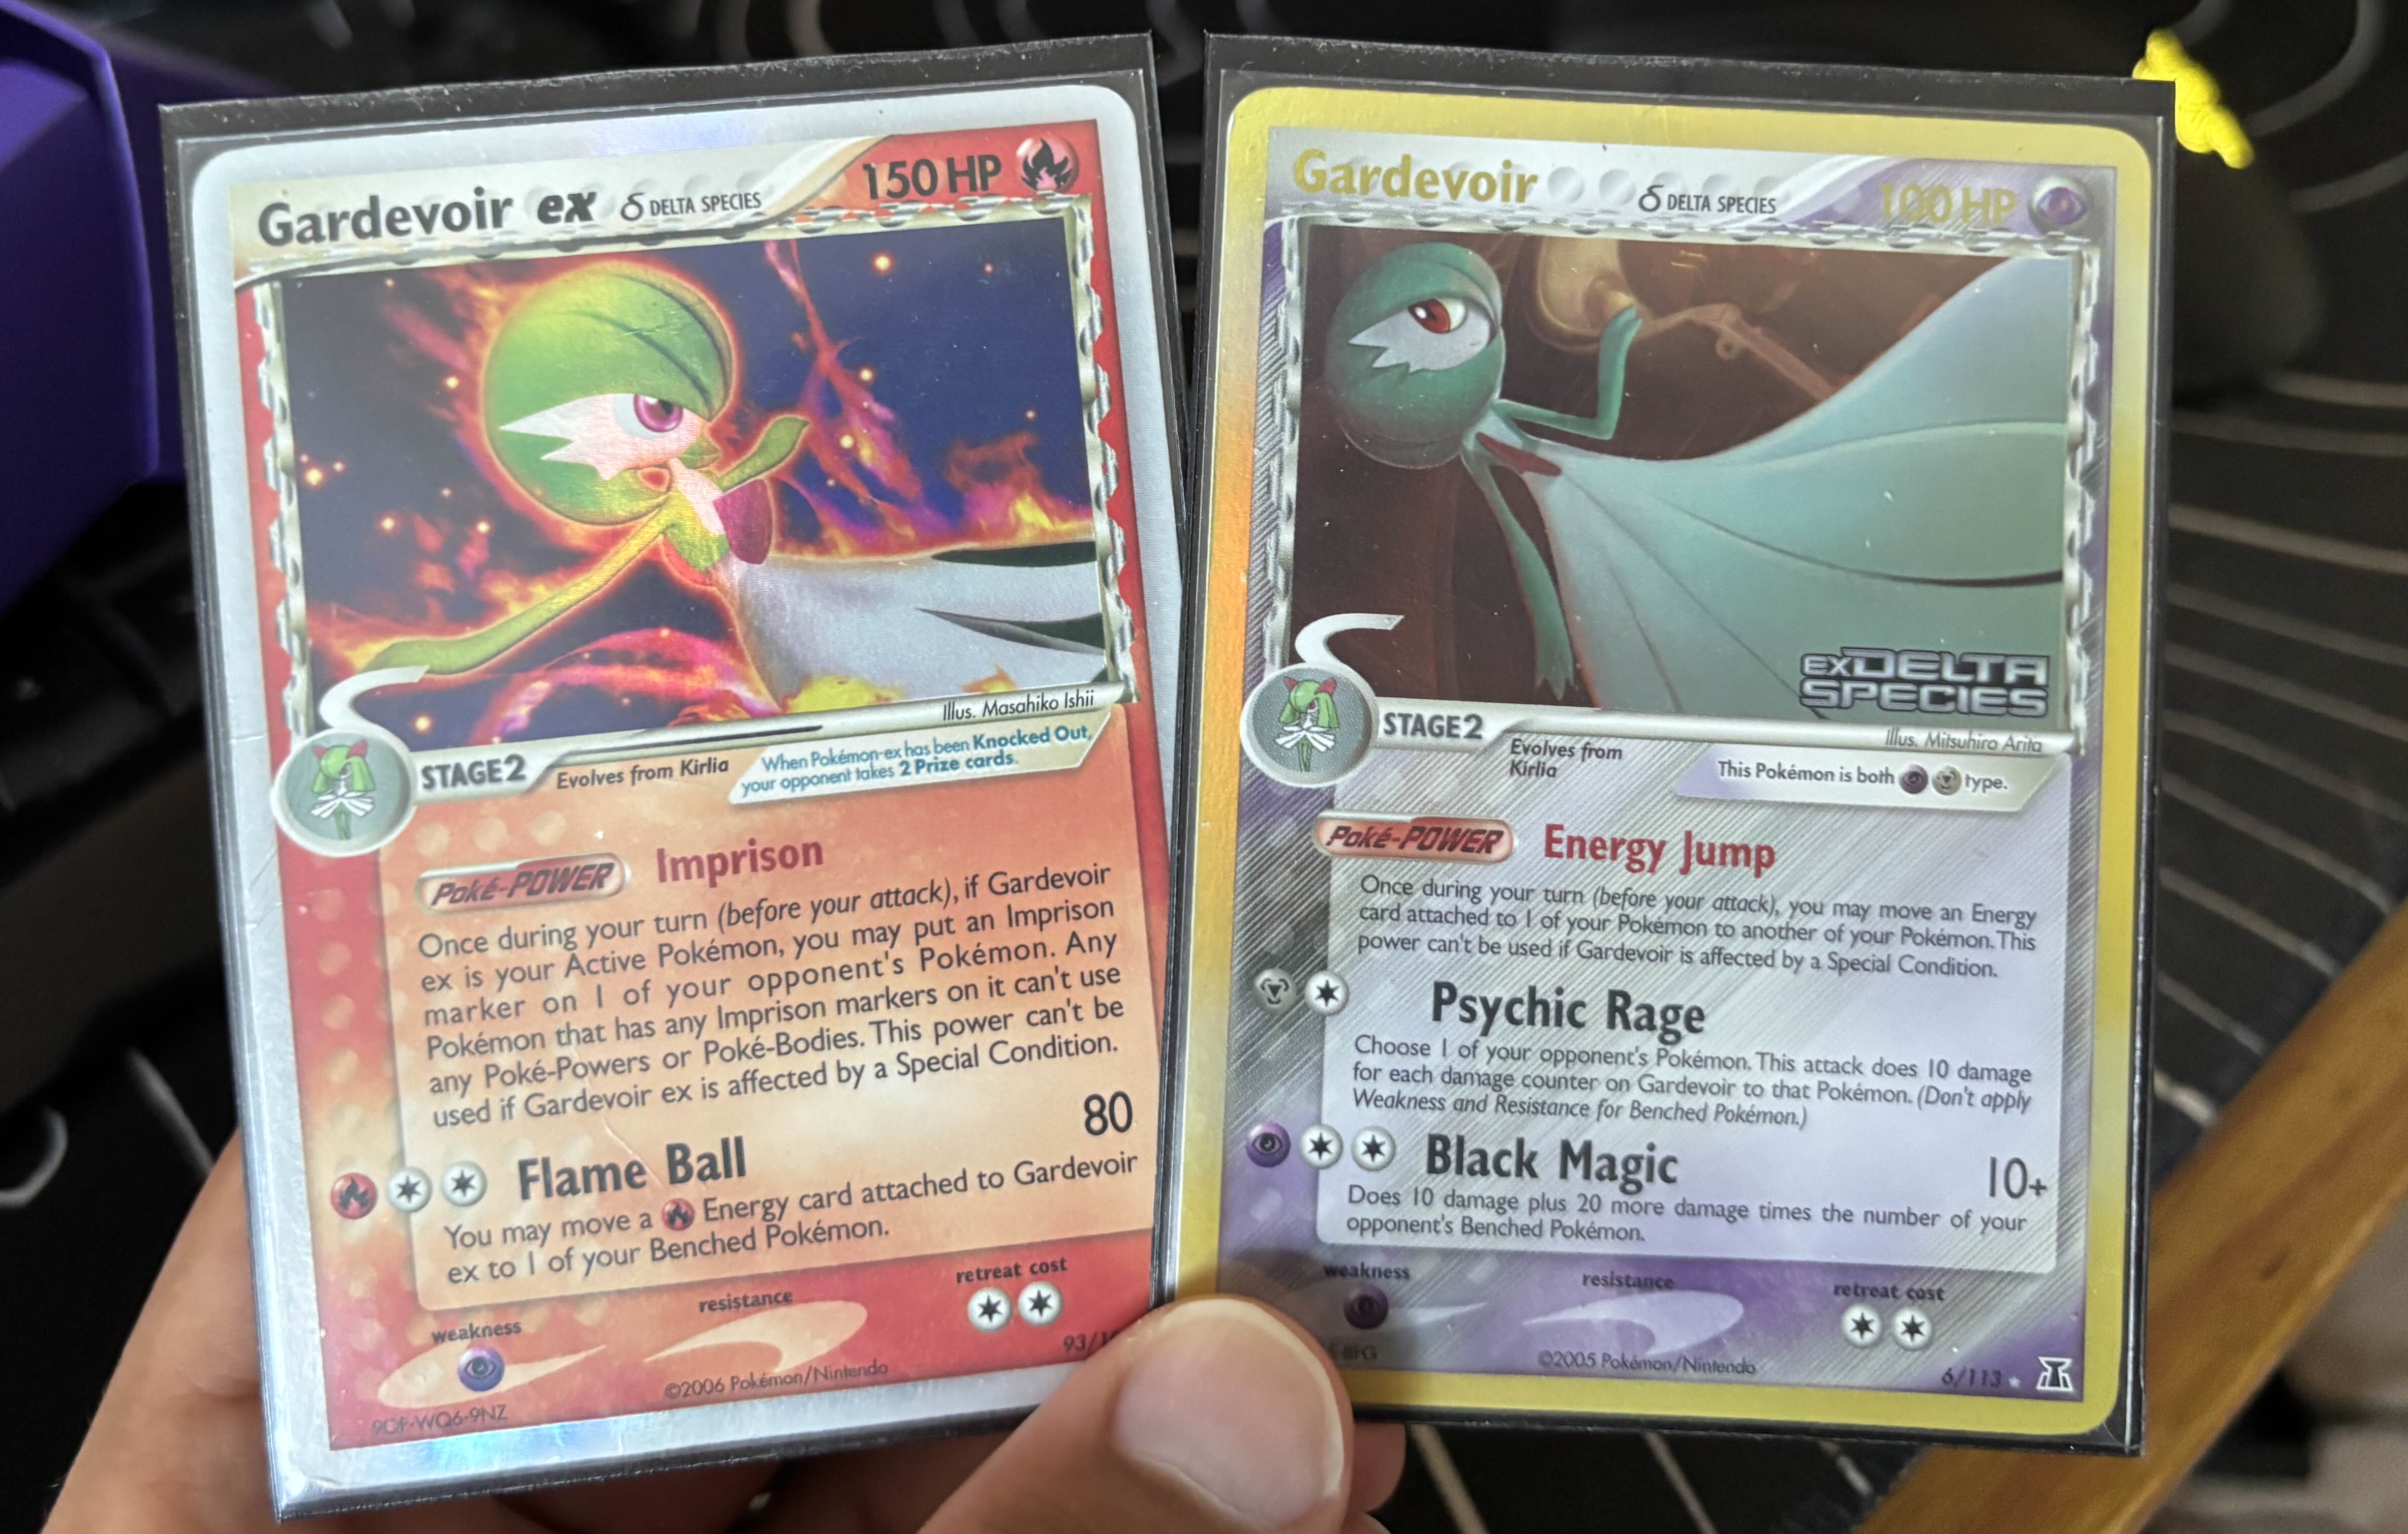 Gardevoir ex δ DELTA SPECIES 150 HP
Illus. Masahiko Ishii
STAGE2 Evolves from Kirlia
When Pokémon-ex has been Knocked Out,
your opponent takes 2 Prize cards.
Poké-POWER Imprison
Once during your turn (before your attack), if Gardevoir
ex is your Active Pokémon, you may put an Imprison
marker on 1 of your opponent's Pokémon. Any
Pokémon that has any Imprison markers on it can't use
any Poké-Powers or Poké-Bodies. This power can't be
used if Gardevoir ex is affected by a Special Condition.
Flame Ball 80
You may move a Energy card attached to Gardevoir
ex to 1 of your Benched Pokémon.
weakness resistance retreat cost
93/1
©2006 Pokémon/Nintendo
9QP-WQ6-9NZ
Gardevoir δ DELTA SPECIES 100 HP
EX DELTA
SPECIES
Illus. Mitsuhiro Arita
STAGE2 Evolves from
Kirlia
This Pokémon is both type.
Poké-POWER Energy Jump
Once during your turn (before your attack), you may move an Energy
card attached to 1 of your Pokémon to another of your Pokémon. This
power can't be used if Gardevoir is affected by a Special Condition.
Psychic Rage
Choose 1 of your opponent's Pokémon. This attack does 10 damage
for each damage counter on Gardevoir to that Pokémon. (Don't apply
Weakness and Resistance for Benched Pokémon.)
Black Magic 10+
Does 10 damage plus 20 more damage times the number of your
opponent's Benched Pokémon.
weakness resistance retreat cost
©2005 Pokémon/Nintendo
6/113